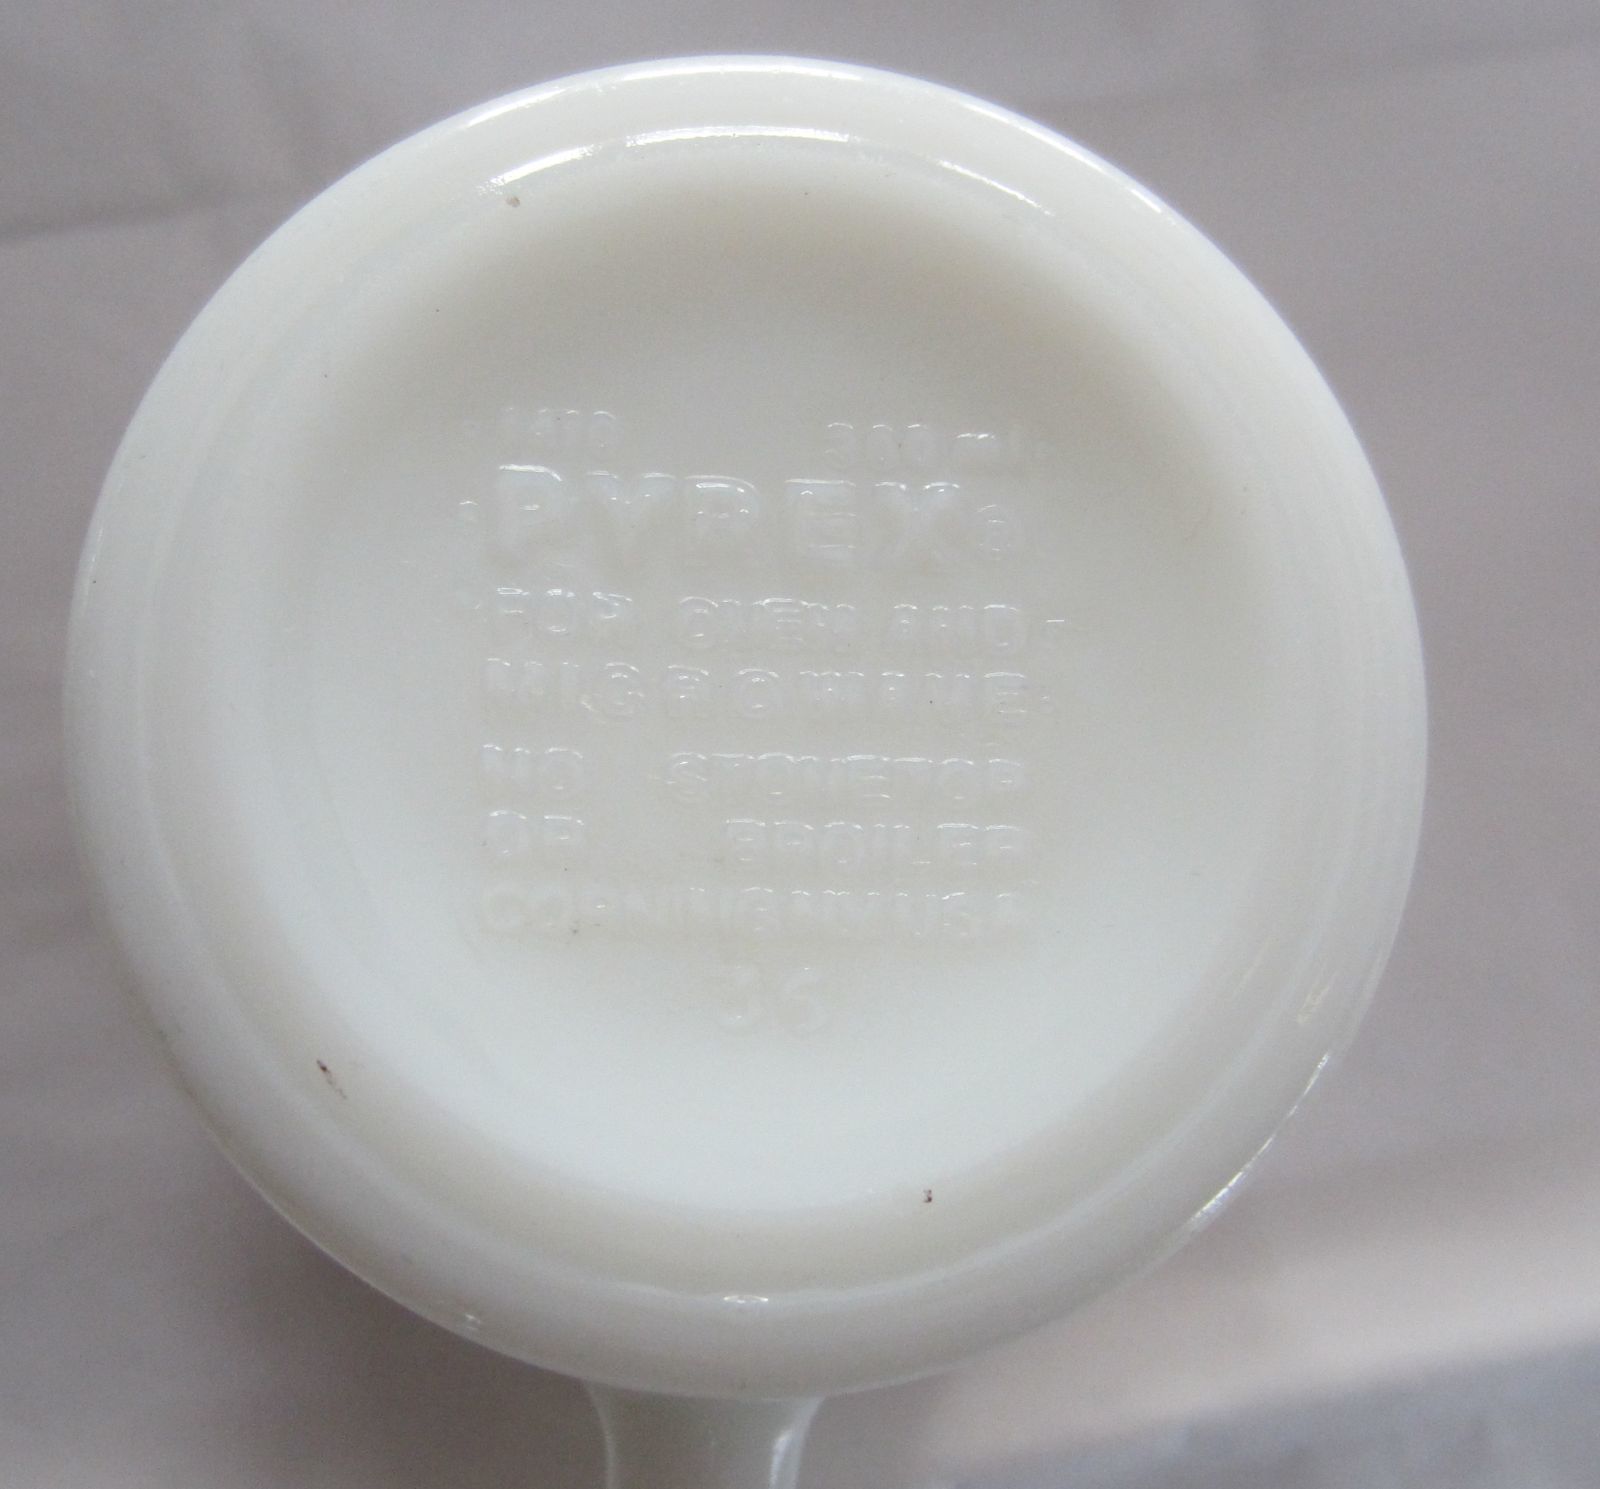 1410 300 ml
PYREX®
FOR OVEN AND
MICROWAVE
NO STOVETOP
OR BROILER
CORNING NY USA
36